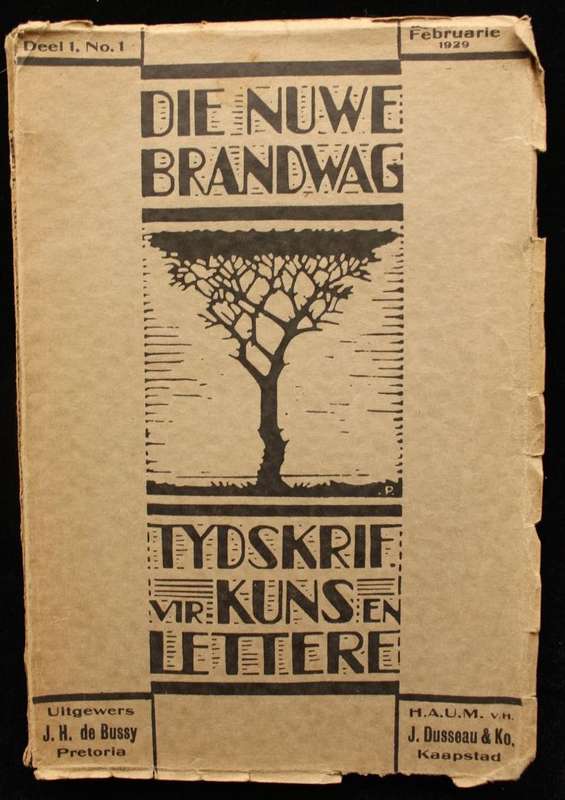 Deel 1, No. 1
Februarie
1929
DIE NUWE
BRANDWAG
.P.
TYDSKRIF
VIR KUNS EN
LETTERE
Uitgewers
J. H. de Bussy
Pretoria
H.A.U.M. v.h.
J. Dusseau & Ko.
Kaapstad